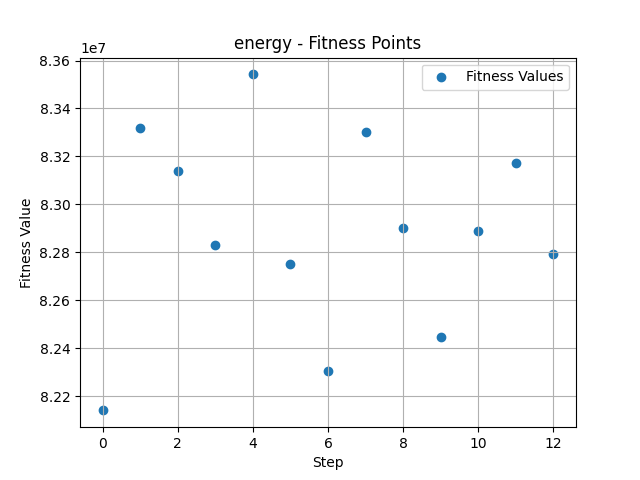 energy - Fitness Points
1e7
8.36
8.34
8.32
8.30
8.28
8.26
8.24
8.22
Fitness Value
Fitness Values
0 2 4 6 8 10 12
Step